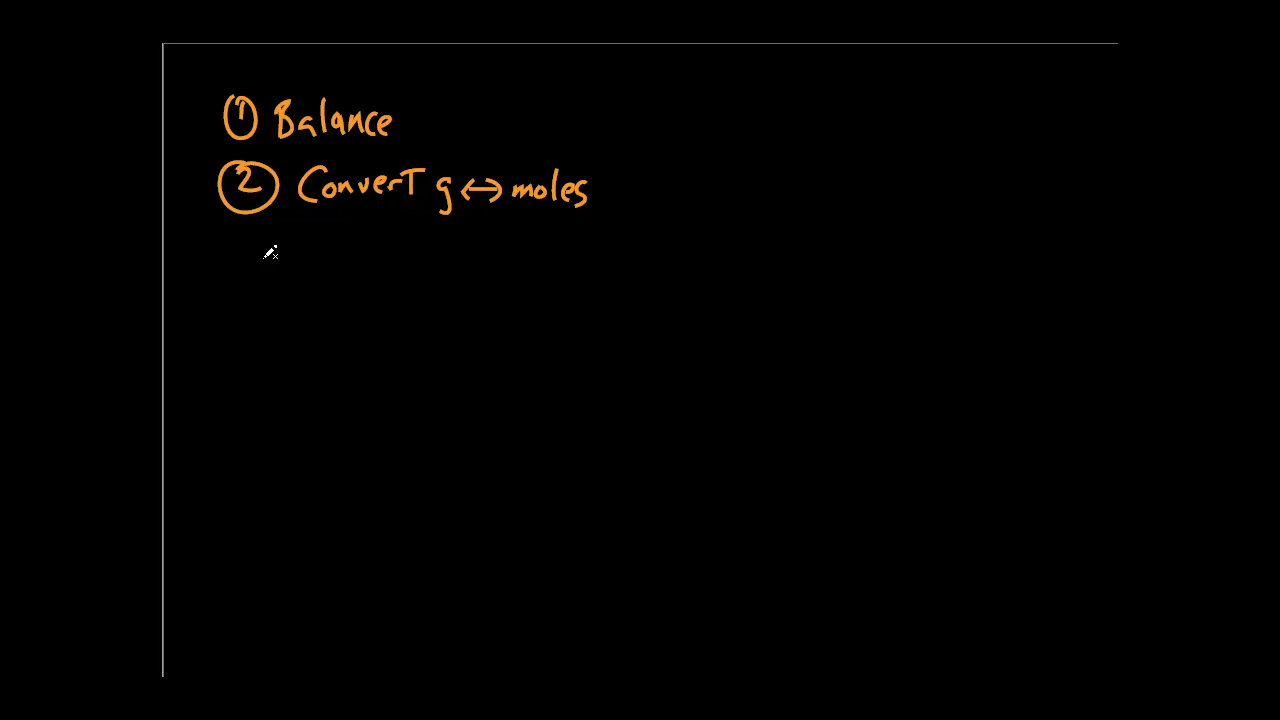 ① Balance
② Convert g ↔ moles